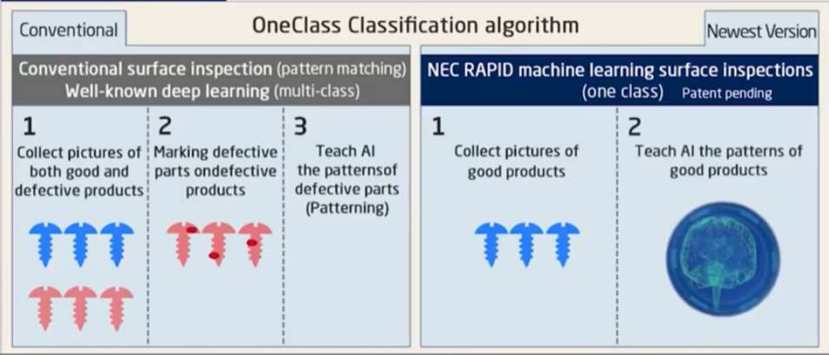 Conventional
OneClass Classification algorithm
Newest Version
Conventional surface inspection (pattern matching)
Well-known deep learning (multi-class)
1
Collect pictures of
both good and
defective products
2
Marking defective
parts ondefective
products
3
Teach AI
the patternsof
defective parts
(Patterning)
NEC RAPID machine learning surface inspections
(one class) Patent pending
1
Collect pictures of
good products
2
Teach AI the patterns of
good products